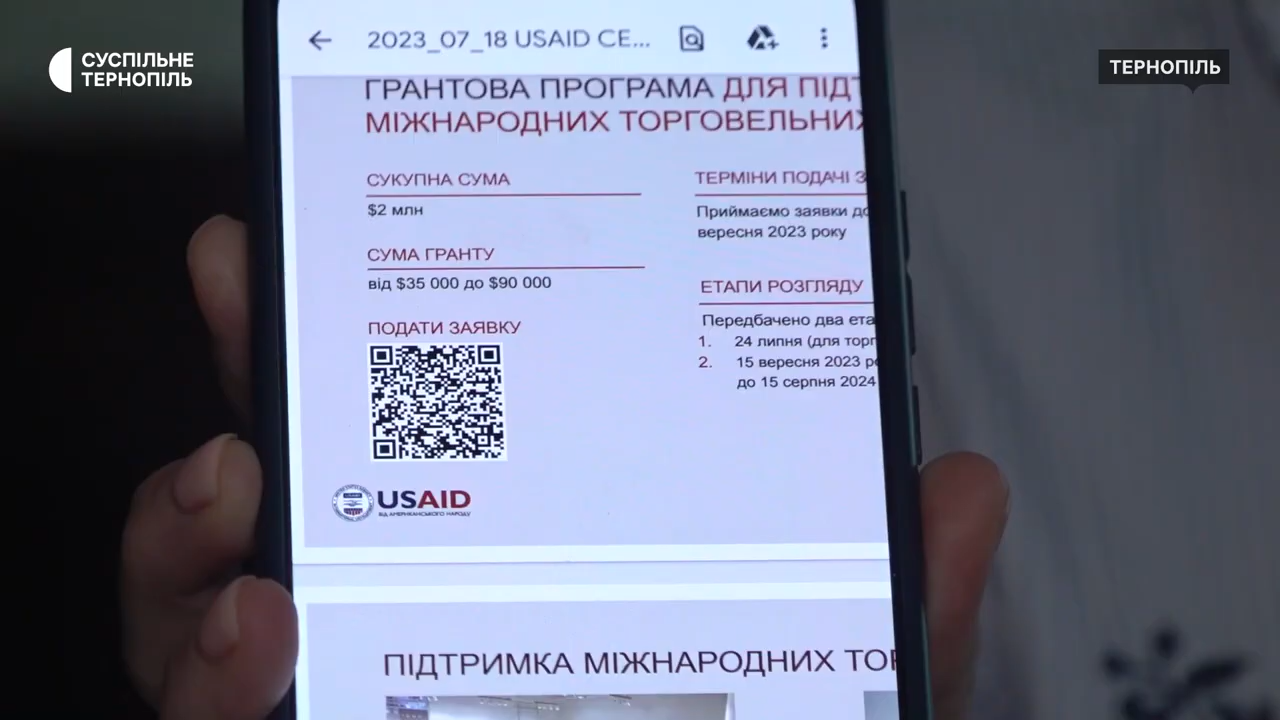 СУСПІЛЬНЕ
ТЕРНОПІЛЬ
ТЕРНОПІЛЬ
2023_07_18 USAID CE...
ГРАНТОВА ПРОГРАМА ДЛЯ ПІДТ
МІЖНАРОДНИХ ТОРГОВЕЛЬНИХ
СУКУПНА СУМА
$2 млн
СУМА ГРАНТУ
від $35 000 до $90 000
ПОДАТИ ЗАЯВКУ
ТЕРМІНИ ПОДАЧІ З
Приймаємо заявки до
вересня 2023 року
ЕТАПИ РОЗГЛЯДУ
Передбачено два ета
1. 24 липня (для торг
2. 15 вересня 2023 ро
до 15 серпня 2024
USAID
ВІД АМЕРИКАНСЬКОГО НАРОДУ
ПІДТРИМКА МІЖНАРОДНИХ ТОР